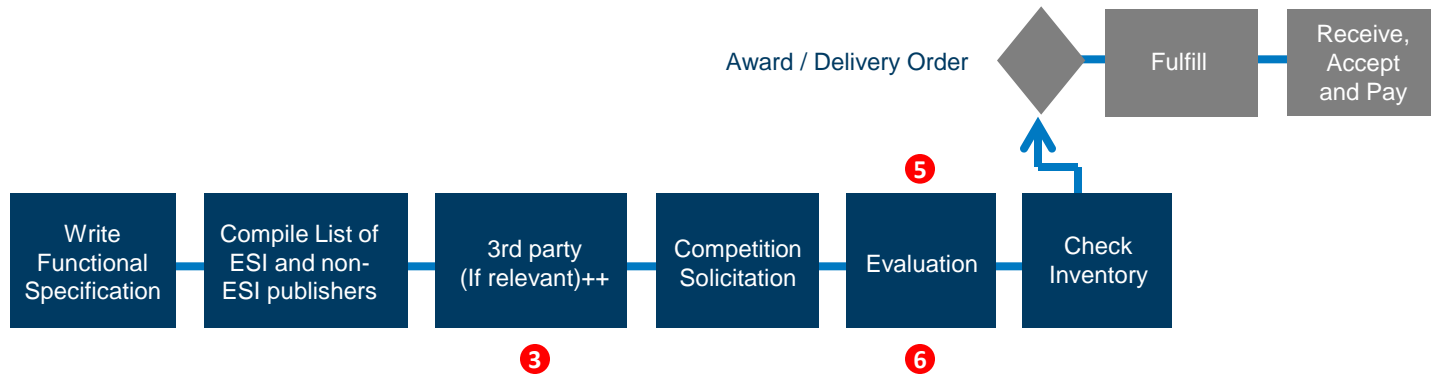 Award / Delivery Order
Fulfill
Receive,
Accept
and Pay
5
Write
Functional
Specification
Compile List of
ESI and non-
ESI publishers
3rd party
(If relevant)++
Competition
Solicitation
Evaluation
Check
Inventory
3
6